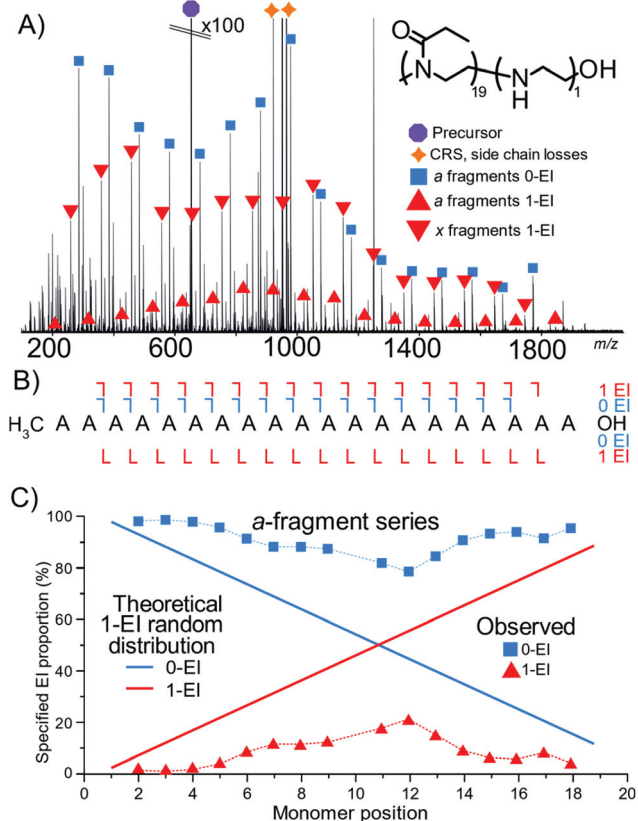 A)
x100
O
N
19
N
H
1
OH
Precursor
CRS, side chain losses
a fragments 0-EI
a fragments 1-EI
x fragments 1-EI
200 600 1000 1400 1800 m/z
B)
1 EI
0 EI
H3C A A A A A A A A A A A A A A A A A A A A OH
0 EI
1 EI
C)
a-fragment series
Specified EI proportion (%)
100
80
60
40
20
0
Theoretical
1-EI random
distribution
0-EI
1-EI
Observed
0-EI
1-EI
0 2 4 6 8 10 12 14 16 18 20
Monomer position